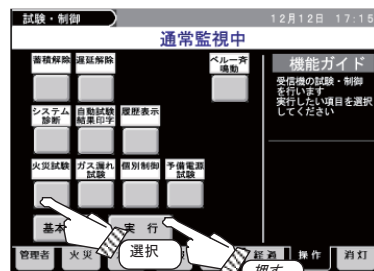 試験・制御
12月12日 17:15
通常監視中
蓄積解除 遅延解除 ベル一斉鳴動
機能ガイド
受信機の試験・制御
を行います
実行したい項目を選択
してください
システム診断 自動試験結果印字 履歴表示
火災試験 ガス漏れ試験 個別制御 予備電源試験
基本 実行
選択
押す
管理者 火災 操作 消灯